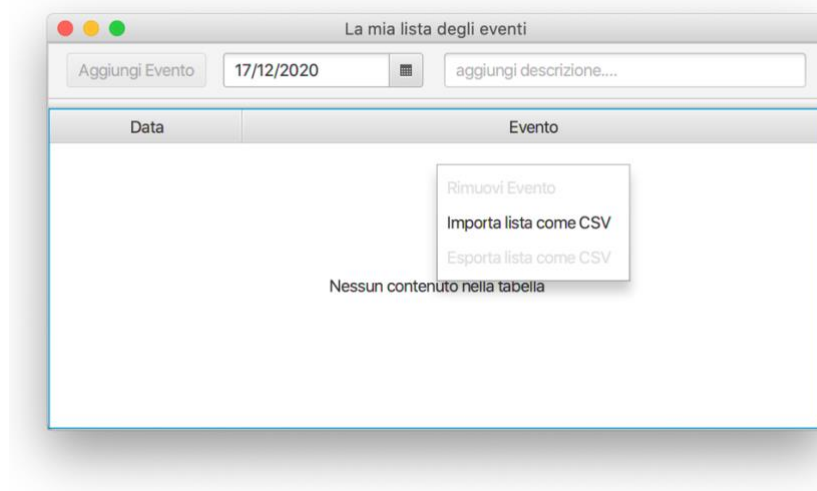 La mia lista degli eventi
Aggiungi Evento 17/12/2020 aggiungi descrizione....
Data Evento
Rimuovi Evento
Importa lista come CSV
Esporta lista come CSV
Nessun contenuto nella tabella